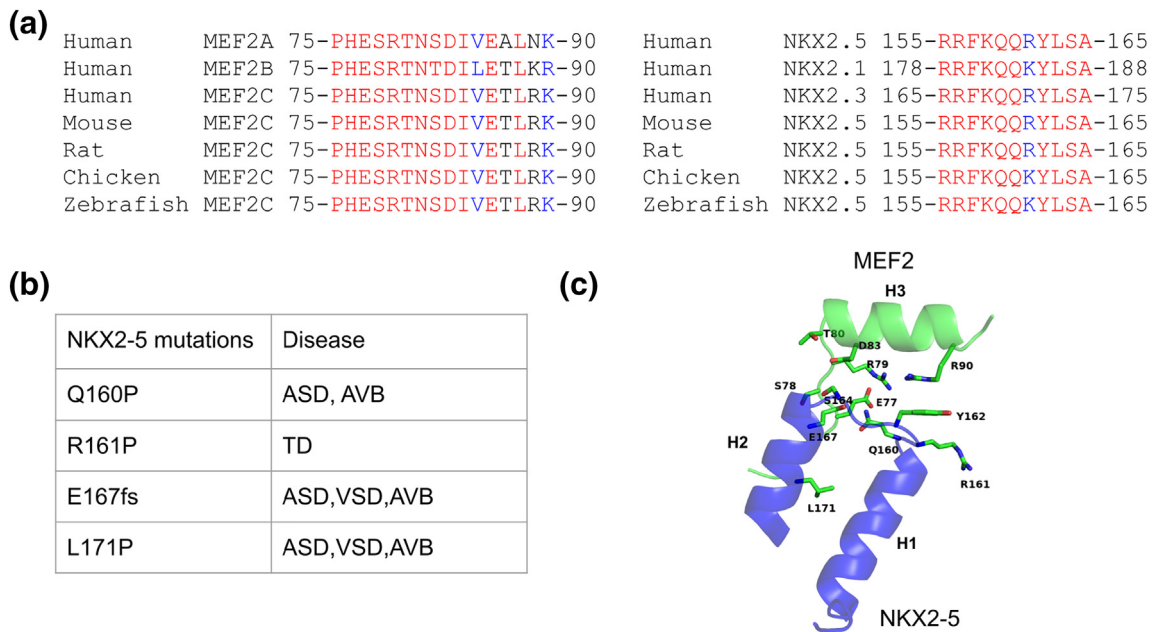 (a)
Human MEF2A 75-PHESRTNSDIVEALNK-90
Human MEF2B 75-PHESRTNTDILETLKR-90
Human MEF2C 75-PHESRTNSDIVETLRK-90
Mouse MEF2C 75-PHESRTNSDIVETLRK-90
Rat MEF2C 75-PHESRTNSDIVETLRK-90
Chicken MEF2C 75-PHESRTNSDIVETLRK-90
Zebrafish MEF2C 75-PHESRTNSDIVETLRK-90
Human NKX2.5 155-RRFKQQRYLSA-165
Human NKX2.1 178-RRFKQQKYLSA-188
Human NKX2.3 165-RRFKQQRYLSA-175
Mouse NKX2.5 155-RRFKQQRYLSA-165
Rat NKX2.5 155-RRFKQQRYLSA-165
Chicken NKX2.5 155-RRFKQQKYLSA-165
Zebrafish NKX2.5 155-RRFKQQKYLSA-165
(b)
NKX2-5 mutations Disease
Q160P ASD, AVB
R161P TD
E167fs ASD,VSD,AVB
L171P ASD,VSD,AVB
(c)
MEF2
H3
T80
D83
R79
R90
S78
S164
E77
Y162
E167
H2
Q160
R161
L171
H1
NKX2-5